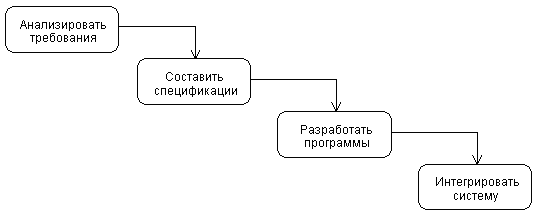 Анализировать
требования
Составить
спецификации
Разработать
программы
Интегрировать
систему